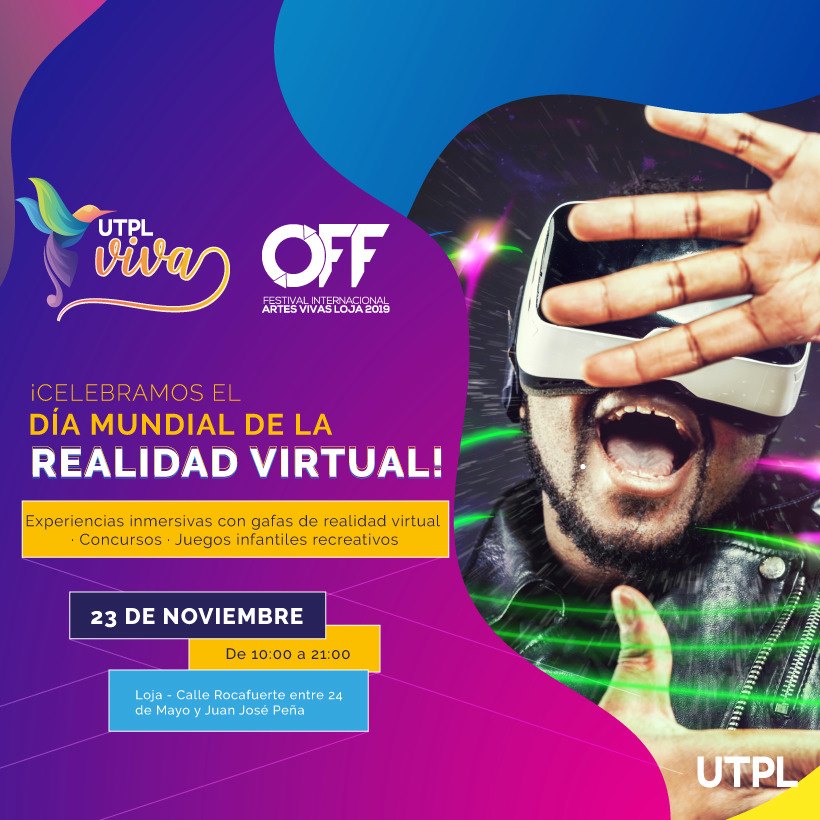 UTPL
viva
OFF
FESTIVAL INTERNACIONAL
ARTES VIVAS LOJA 2019
¡CELEBRAMOS EL
DÍA MUNDIAL DE LA
REALIDAD VIRTUAL!
Experiencias inmersivas con gafas de realidad virtual
· Concursos · Juegos infantiles recreativos
23 DE NOVIEMBRE
De 10:00 a 21:00
Loja - Calle Rocafuerte entre 24
de Mayo y Juan José Peña
UTPL